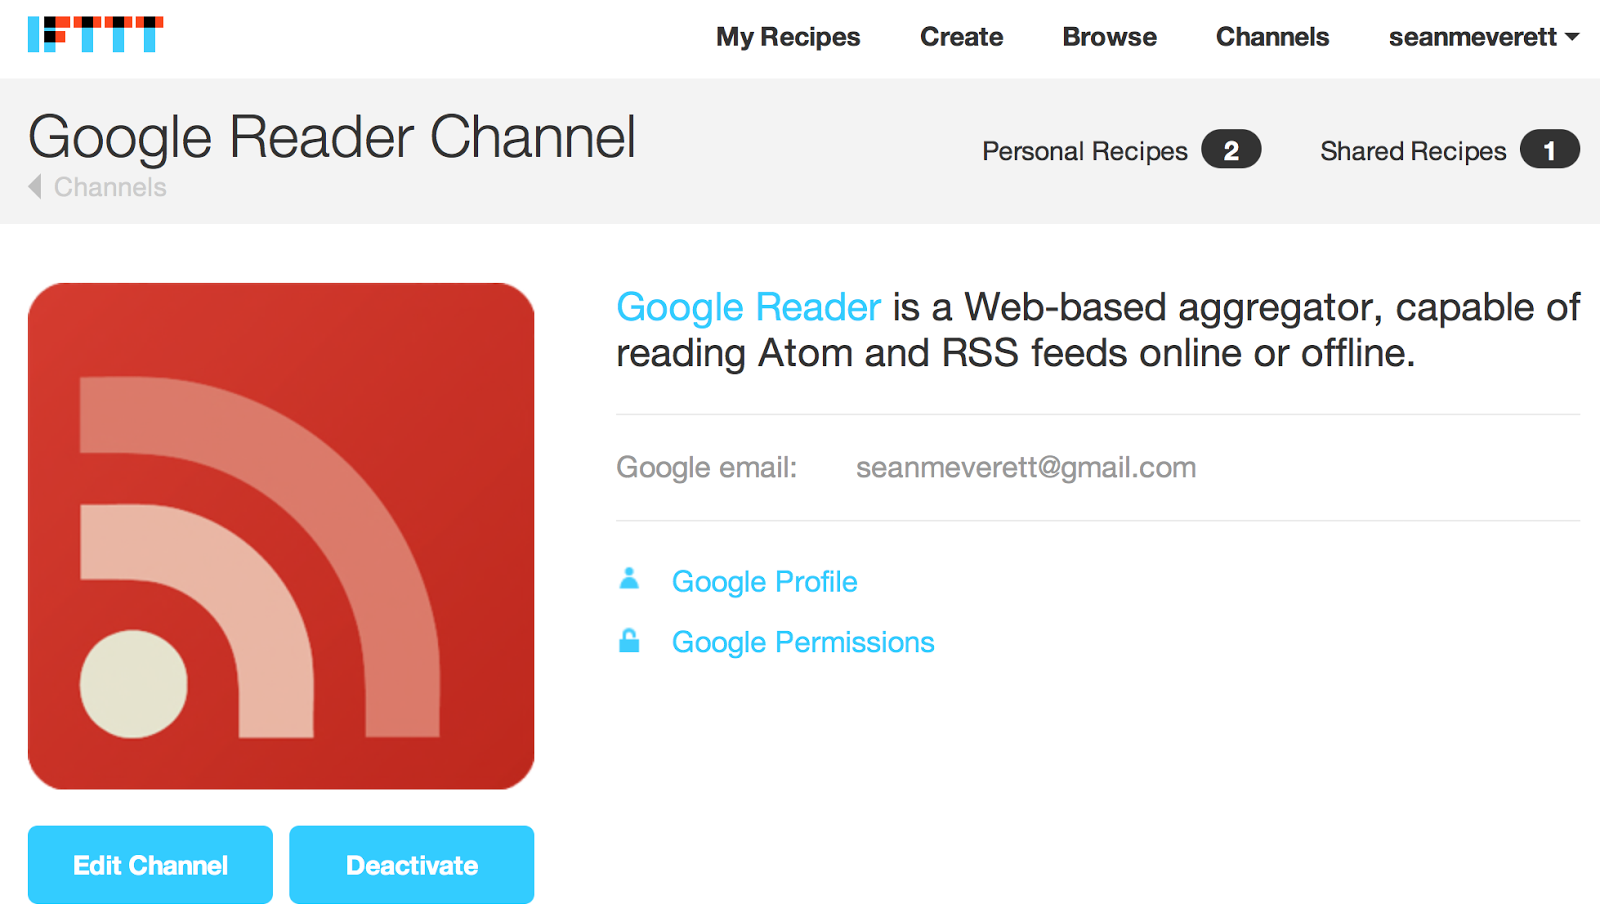 IFTTT
My Recipes Create Browse Channels seanmeverett
Google Reader Channel
Channels
Personal Recipes 2 Shared Recipes 1
Google Reader is a Web-based aggregator, capable of
reading Atom and RSS feeds online or offline.
Google email: seanmeverett@gmail.com
Google Profile
Google Permissions
Edit Channel Deactivate